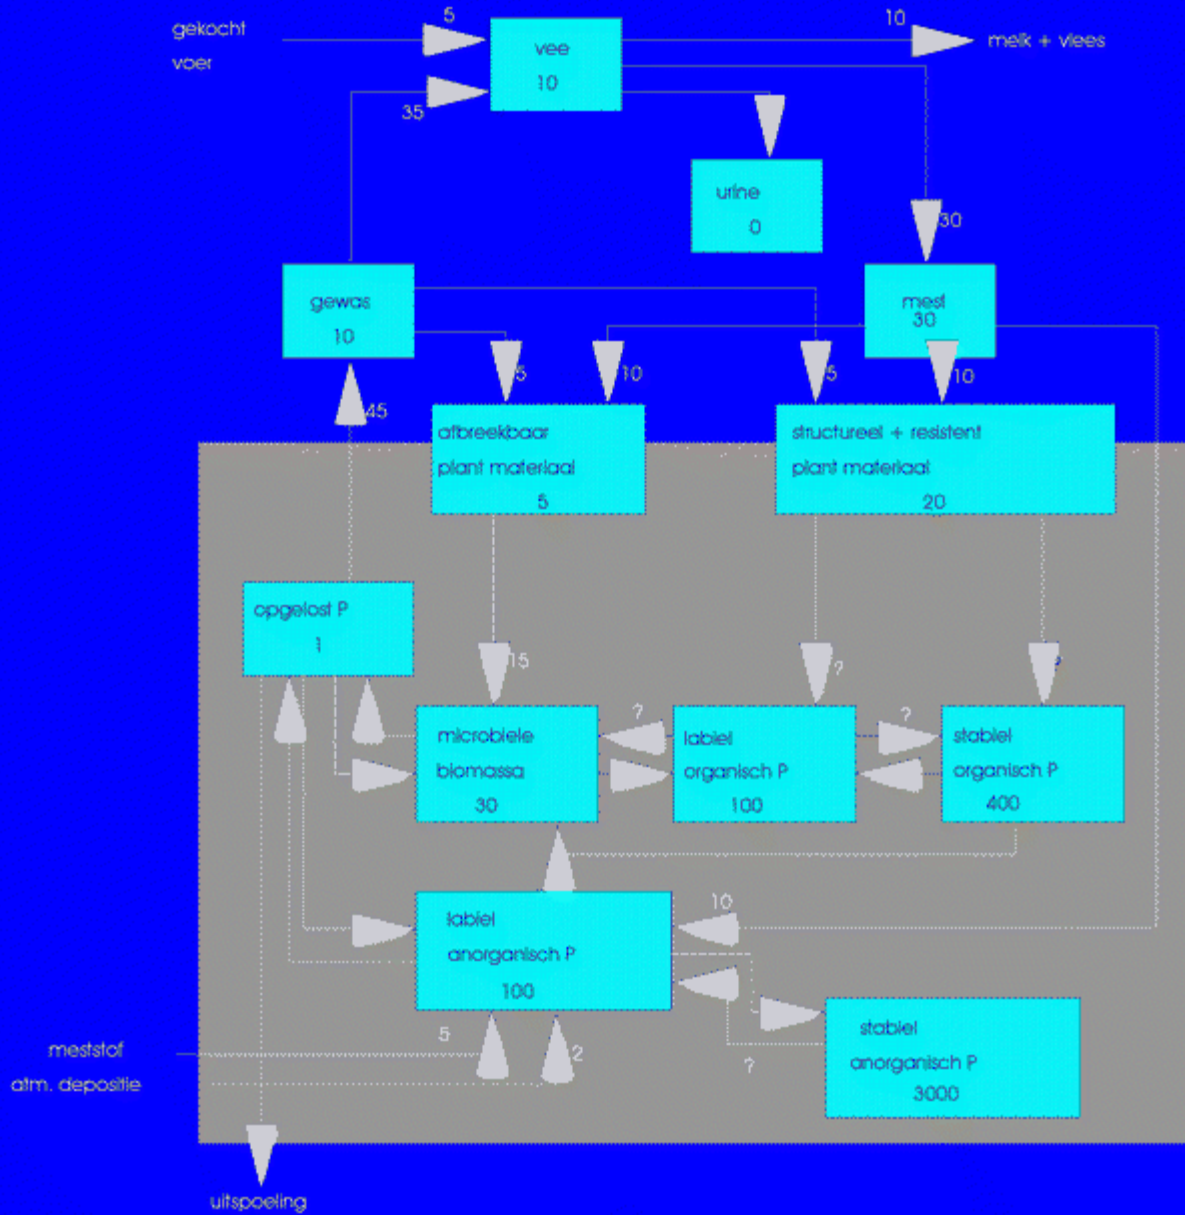 5
10
gekocht
voer
vee
10
melk + vlees
35
urine
0
30
gewas
10
mest
30
5
10
5
10
45
afbreekbaar
plant materiaal
5
structureel + resistent
plant materiaal
20
opgelost P
1
15
?
?
microbiele
biomassa
30
?
labiel
organisch P
100
?
stabiel
organisch P
400
labiel
anorganisch P
100
10
5
2
?
stabiel
anorganisch P
3000
meststof
atm. depositie
uitspoeling